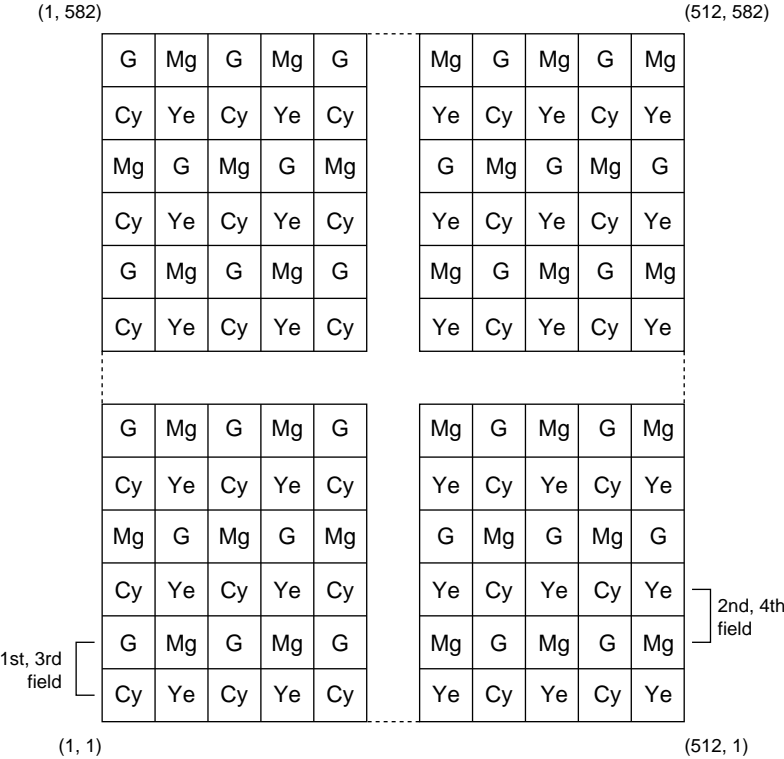 (1, 582) (512, 582)
G Mg G Mg G Mg G Mg G Mg
Cy Ye Cy Ye Cy Ye Cy Ye Cy Ye
Mg G Mg G Mg G Mg G Mg G
Cy Ye Cy Ye Cy Ye Cy Ye Cy Ye
G Mg G Mg G Mg G Mg G Mg
Cy Ye Cy Ye Cy Ye Cy Ye Cy Ye
G Mg G Mg G Mg G Mg G Mg
Cy Ye Cy Ye Cy Ye Cy Ye Cy Ye
Mg G Mg G Mg G Mg G Mg G
Cy Ye Cy Ye Cy Ye Cy Ye Cy Ye
2nd, 4th
field
G Mg G Mg G Mg G Mg G Mg
1st, 3rd
field
Cy Ye Cy Ye Cy Ye Cy Ye Cy Ye
(1, 1) (512, 1)